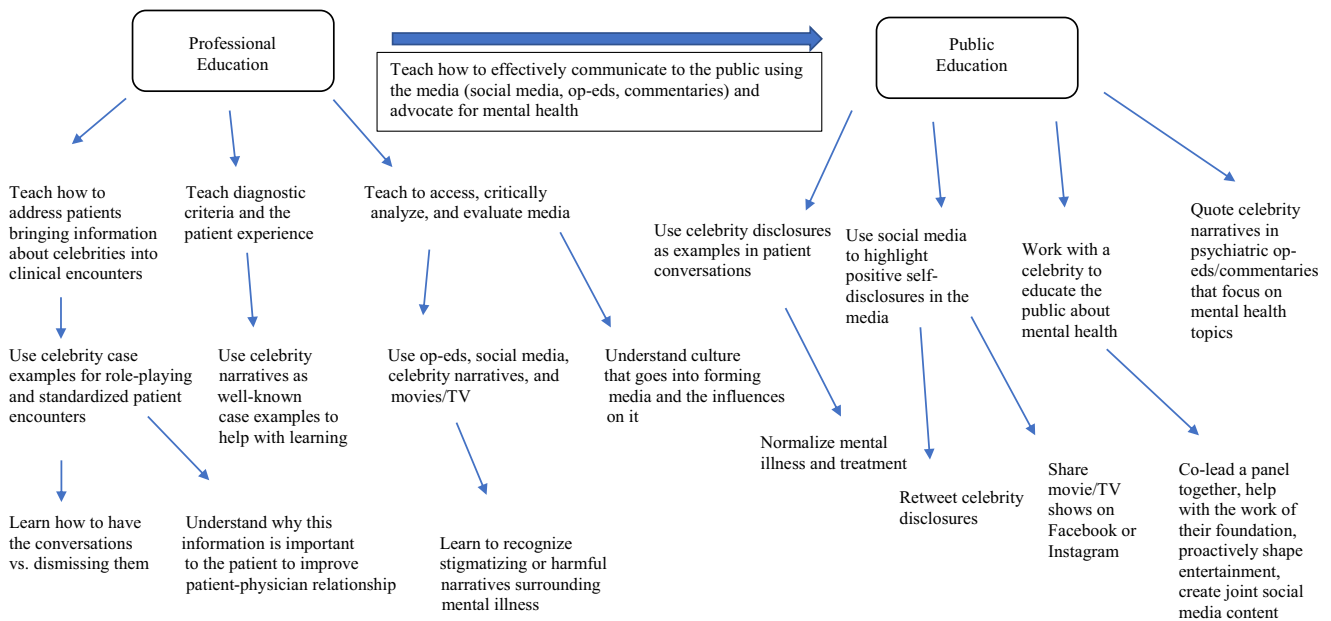 Professional
Education
Teach how to effectively communicate to the public using
the media (social media, op-eds, commentaries) and
advocate for mental health
Public
Education
Teach how to
address patients
bringing information
about celebrities into
clinical encounters
Teach diagnostic
criteria and the
patient experience
Teach to access, critically
analyze, and evaluate media
Use celebrity disclosures
as examples in patient
conversations
Use social media
to highlight
positive self-
disclosures in the
media
Work with a
celebrity to
educate the
public about
mental health
Quote celebrity
narratives in
psychiatric op-
eds/commentaries
that focus on
mental health
topics
Use celebrity case
examples for role-playing
and standardized patient
encounters
Use celebrity
narratives as
well-known
case examples to
help with learning
Use op-eds, social media,
celebrity narratives, and
movies/TV
Understand culture
that goes into forming
media and the influences
on it
Normalize mental
illness and treatment
Retweet celebrity
disclosures
Share
movie/TV
shows on
Facebook or
Instagram
Co-lead a panel
together, help
with the work of
their foundation,
proactively shape
entertainment,
create joint social
media content
Learn how to have
the conversations
vs. dismissing them
Understand why this
information is important
to the patient to improve
patient-physician relationship
Learn to recognize
stigmatizing or harmful
narratives surrounding
mental illness